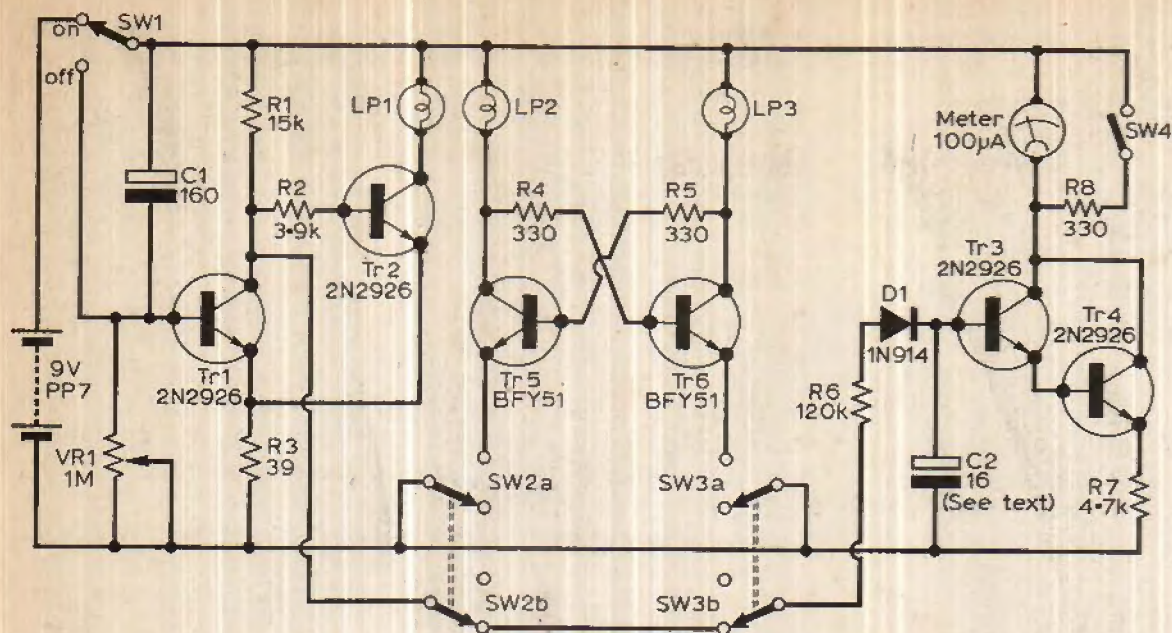 on
SW1
off
R1
15k
LP1
LP2
LP3
Meter
100µA
SW4
C1
160
R2
3·9k
R4
330
R5
330
R8
330
Tr2
2N2926
Tr3
2N2926
D1
1N914
Tr4
2N2926
9V
PP7
Tr1
2N2926
Tr5
BFY51
Tr6
BFY51
R6
120k
VR1
1M
R3
39
SW2a
SW3a
C2
16
(See text)
R7
4·7k
SW2b
SW3b